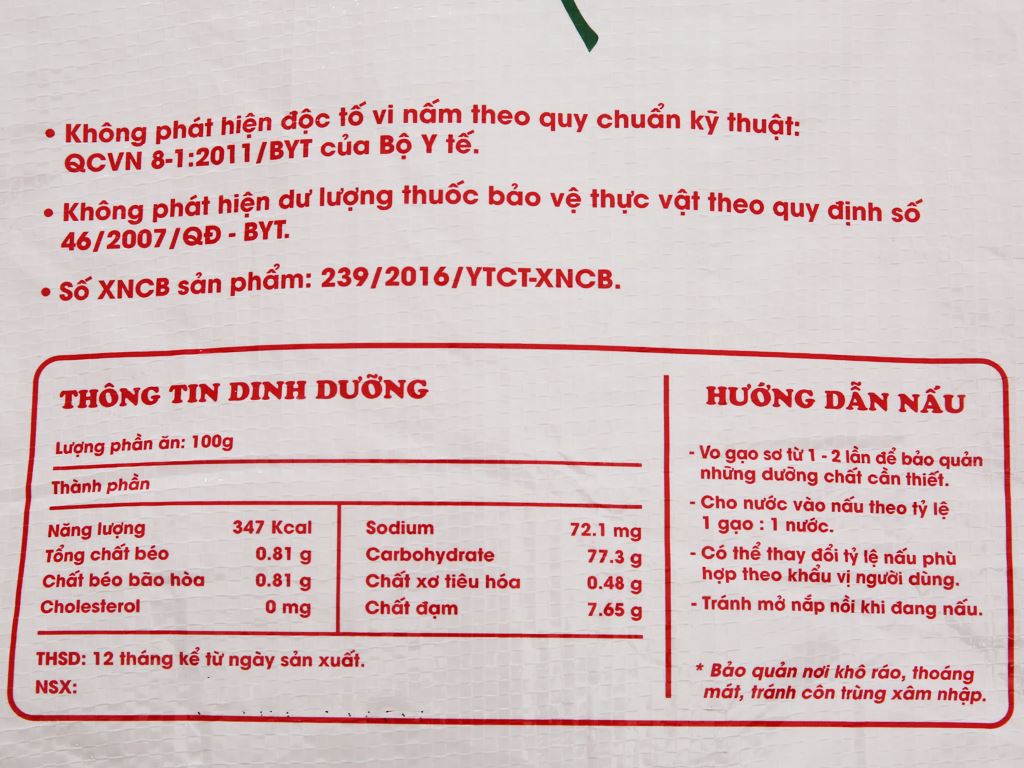 • Không phát hiện độc tố vi nấm theo quy chuẩn kỹ thuật:
QCVN 8-1:2011/BYT của Bộ Y tế.
• Không phát hiện dư lượng thuốc bảo vệ thực vật theo quy định số
46/2007/QĐ - BYT.
• Số XNCB sản phẩm: 239/2016/YTCT-XNCB.
THÔNG TIN DINH DƯỠNG
Lượng phần ăn: 100g
Thành phần
Năng lượng 347 Kcal
Tổng chất béo 0.81 g
Chất béo bão hòa 0.81 g
Cholesterol 0 mg
Sodium 72.1 mg
Carbohydrate 77.3 g
Chất xơ tiêu hóa 0.48 g
Chất đạm 7.65 g
THSD: 12 tháng kể từ ngày sản xuất.
NSX:
HƯỚNG DẪN NẤU
- Vo gạo sơ từ 1 - 2 lần để bảo quản
những dưỡng chất cần thiết.
- Cho nước vào nấu theo tỷ lệ
1 gạo : 1 nước.
- Có thể thay đổi tỷ lệ nấu phù
hợp theo khẩu vị người dùng.
- Tránh mở nắp nồi khi đang nấu.
* Bảo quản nơi khô ráo, thoáng
mát, tránh côn trùng xâm nhập.